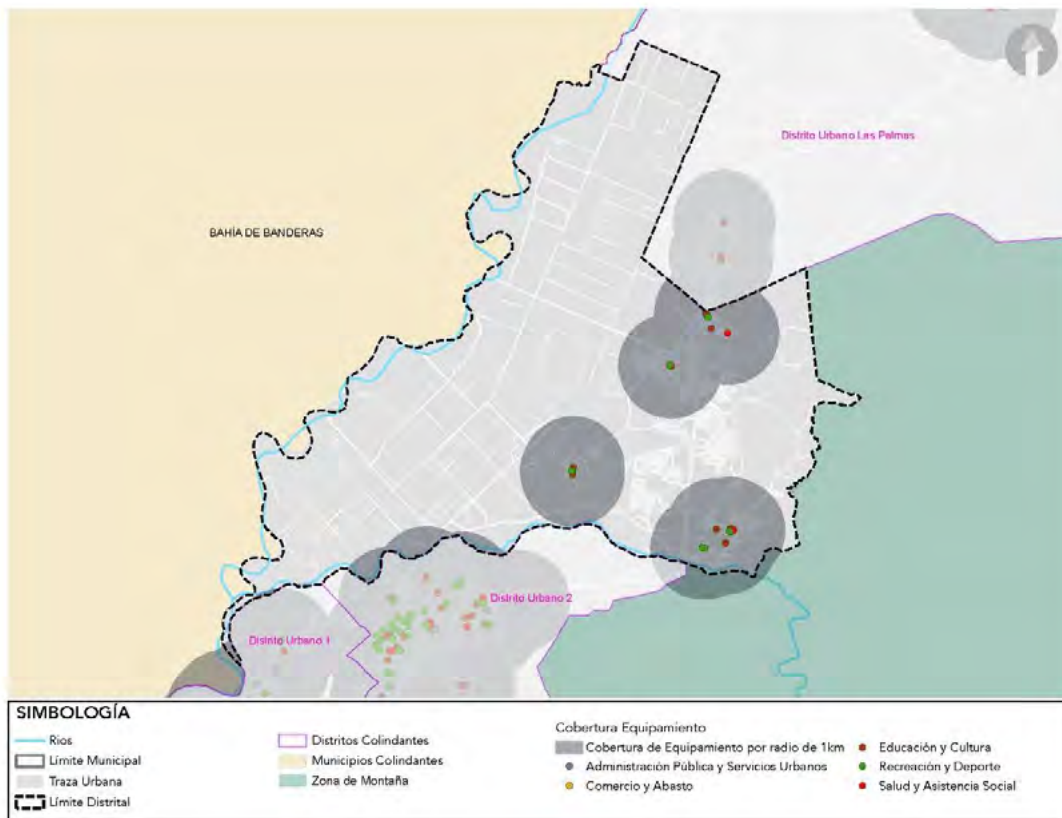 Distrito Urbano Las Palmas
BAHÍA DE BANDERAS
Distrito Urbano 2
Distrito Urbano 1
SIMBOLOGÍA
Rios
Límite Municipal
Traza Urbana
Límite Distrital
Distritos Colindantes
Municipios Colindantes
Zona de Montaña
Cobertura Equipamiento
Cobertura de Equipamiento por radio de 1km
Administración Pública y Servicios Urbanos
Comercio y Abasto
Educación y Cultura
Recreación y Deporte
Salud y Asistencia Social